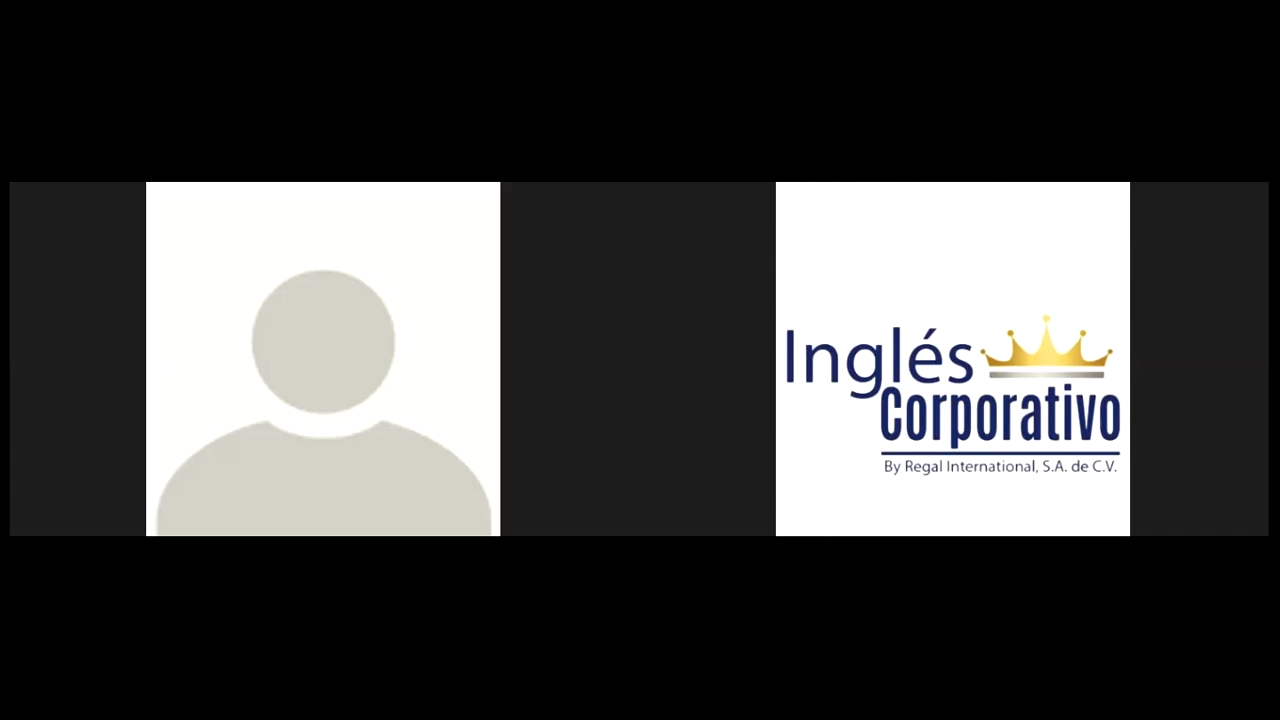 Inglés
Corporativo
By Regal International, S.A. de C.V.